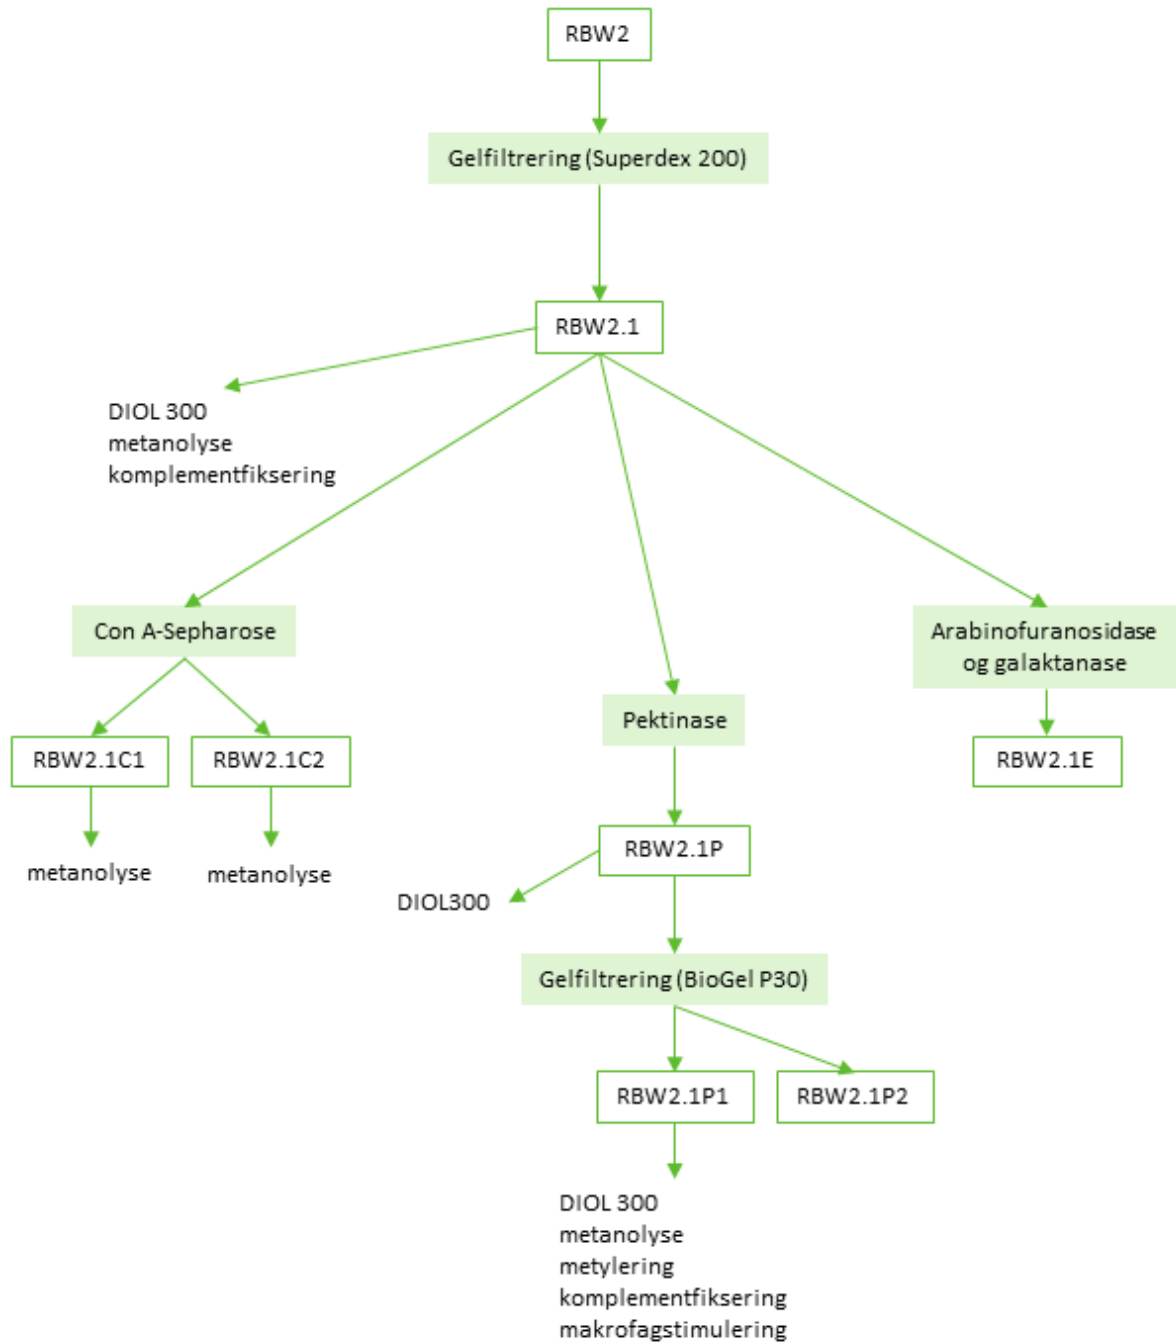 RBW2
Gelfiltrering (Superdex 200)
RBW2.1
DIOL 300
metanolyse
komplementfiksering
Con A-Sepharose
RBW2.1C1
RBW2.1C2
metanolyse
metanolyse
Pektinase
RBW2.1P
DIOL300
Gelfiltrering (BioGel P30)
RBW2.1P1
RBW2.1P2
DIOL 300
metanolyse
metylering
komplementfiksering
makrofagstimulering
Arabinofuranosidase
og galaktanase
RBW2.1E